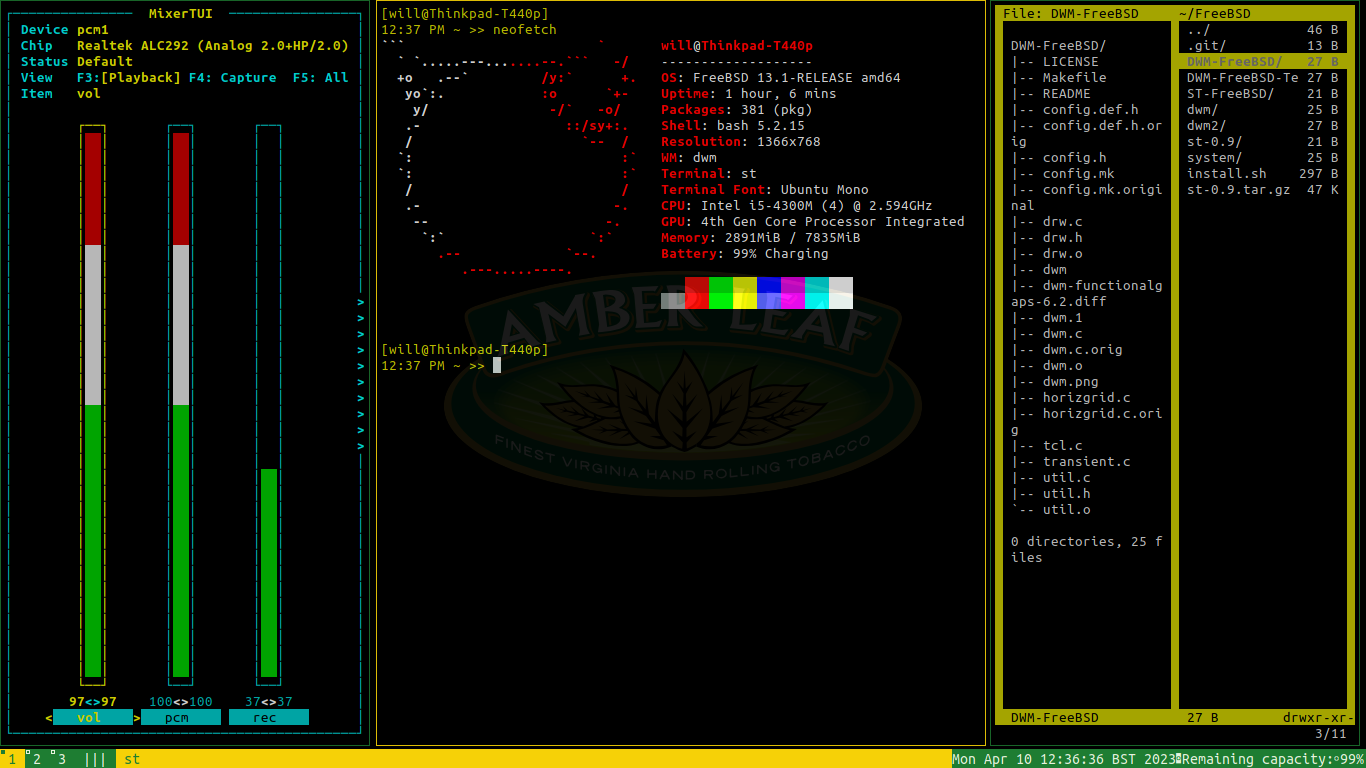 MixerTUI
Device pcm1
Chip Realtek ALC292 (Analog 2.0+HP/2.0)
Status Default
View F3:[Playback] F4: Capture F5: All
Item vol
>
>
>
>
>
>
>
>
>
>
97<>97 100<>100 37<>37
< vol > pcm rec
[will@Thinkpad-T440p]
12:37 PM ~ >> neofetch
``` `
` `.....---.......--.``` -/
+o .--` /y:` +.
yo`:. :o `+-
y/ -/` -o/
.- ::/sy+:.
/ `-- /
`: :`
`: :`
/ /
.- -.
-- -.
`:` `:`
.-- `--.
.---.....----.
will@Thinkpad-T440p
-------------------
OS: FreeBSD 13.1-RELEASE amd64
Uptime: 1 hour, 6 mins
Packages: 381 (pkg)
Shell: bash 5.2.15
Resolution: 1366x768
WM: dwm
Terminal: st
Terminal Font: Ubuntu Mono
CPU: Intel i5-4300M (4) @ 2.594GHz
GPU: 4th Gen Core Processor Integrated
Memory: 2891MiB / 7835MiB
Battery: 99% Charging
AMBER LEAF
FINEST VIRGINIA HAND ROLLING TOBACCO
[will@Thinkpad-T440p]
12:37 PM ~ >>
File: DWM-FreeBSD ~/FreeBSD
DWM-FreeBSD/
|-- LICENSE
|-- Makefile
|-- README
|-- config.def.h
|-- config.def.h.or
ig
|-- config.h
|-- config.mk
|-- config.mk.origi
nal
|-- drw.c
|-- drw.h
|-- drw.o
|-- dwm
|-- dwm-functionalg
aps-6.2.diff
|-- dwm.1
|-- dwm.c
|-- dwm.c.orig
|-- dwm.o
|-- dwm.png
|-- horizgrid.c
|-- horizgrid.c.ori
g
|-- tcl.c
|-- transient.c
|-- util.c
|-- util.h
`-- util.o
0 directories, 25 f
iles
../ 46 B
.git/ 13 B
DWM-FreeBSD/ 27 B
DWM-FreeBSD-Te 27 B
ST-FreeBSD/ 21 B
dwm/ 25 B
dwm2/ 27 B
st-0.9/ 21 B
system/ 25 B
install.sh 297 B
st-0.9.tar.gz 47 K
DWM-FreeBSD 27 B drwxr-xr-
3/11
1 2 3 ||| st
Mon Apr 10 12:36:36 BST 2023 Remaining capacity: 99%